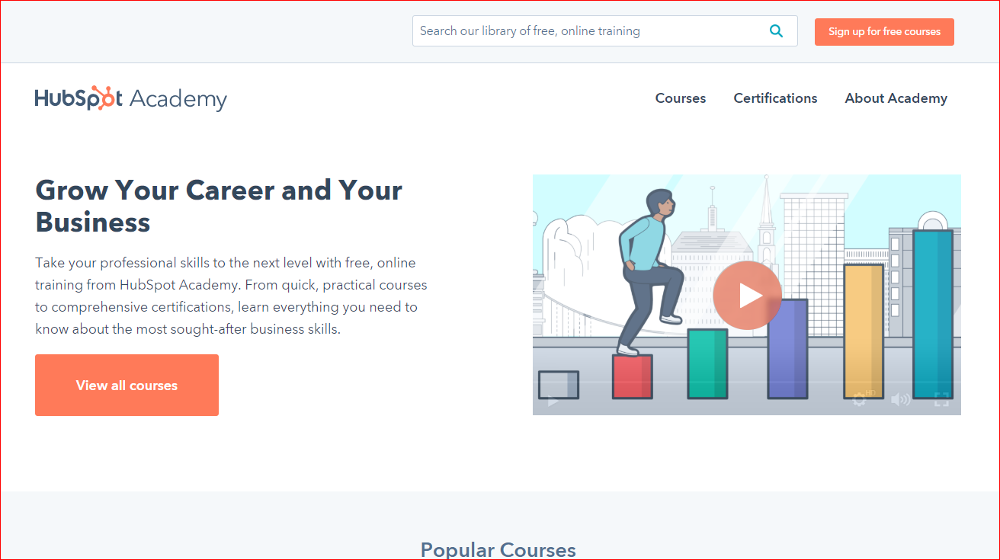 Search our library of free, online training
Sign up for free courses
HubSpot Academy
Courses
Certifications
About Academy
Grow Your Career and Your
Business
Take your professional skills to the next level with free, online
training from HubSpot Academy. From quick, practical courses
to comprehensive certifications, learn everything you need to
know about the most sought-after business skills.
View all courses
HD
Popular Courses